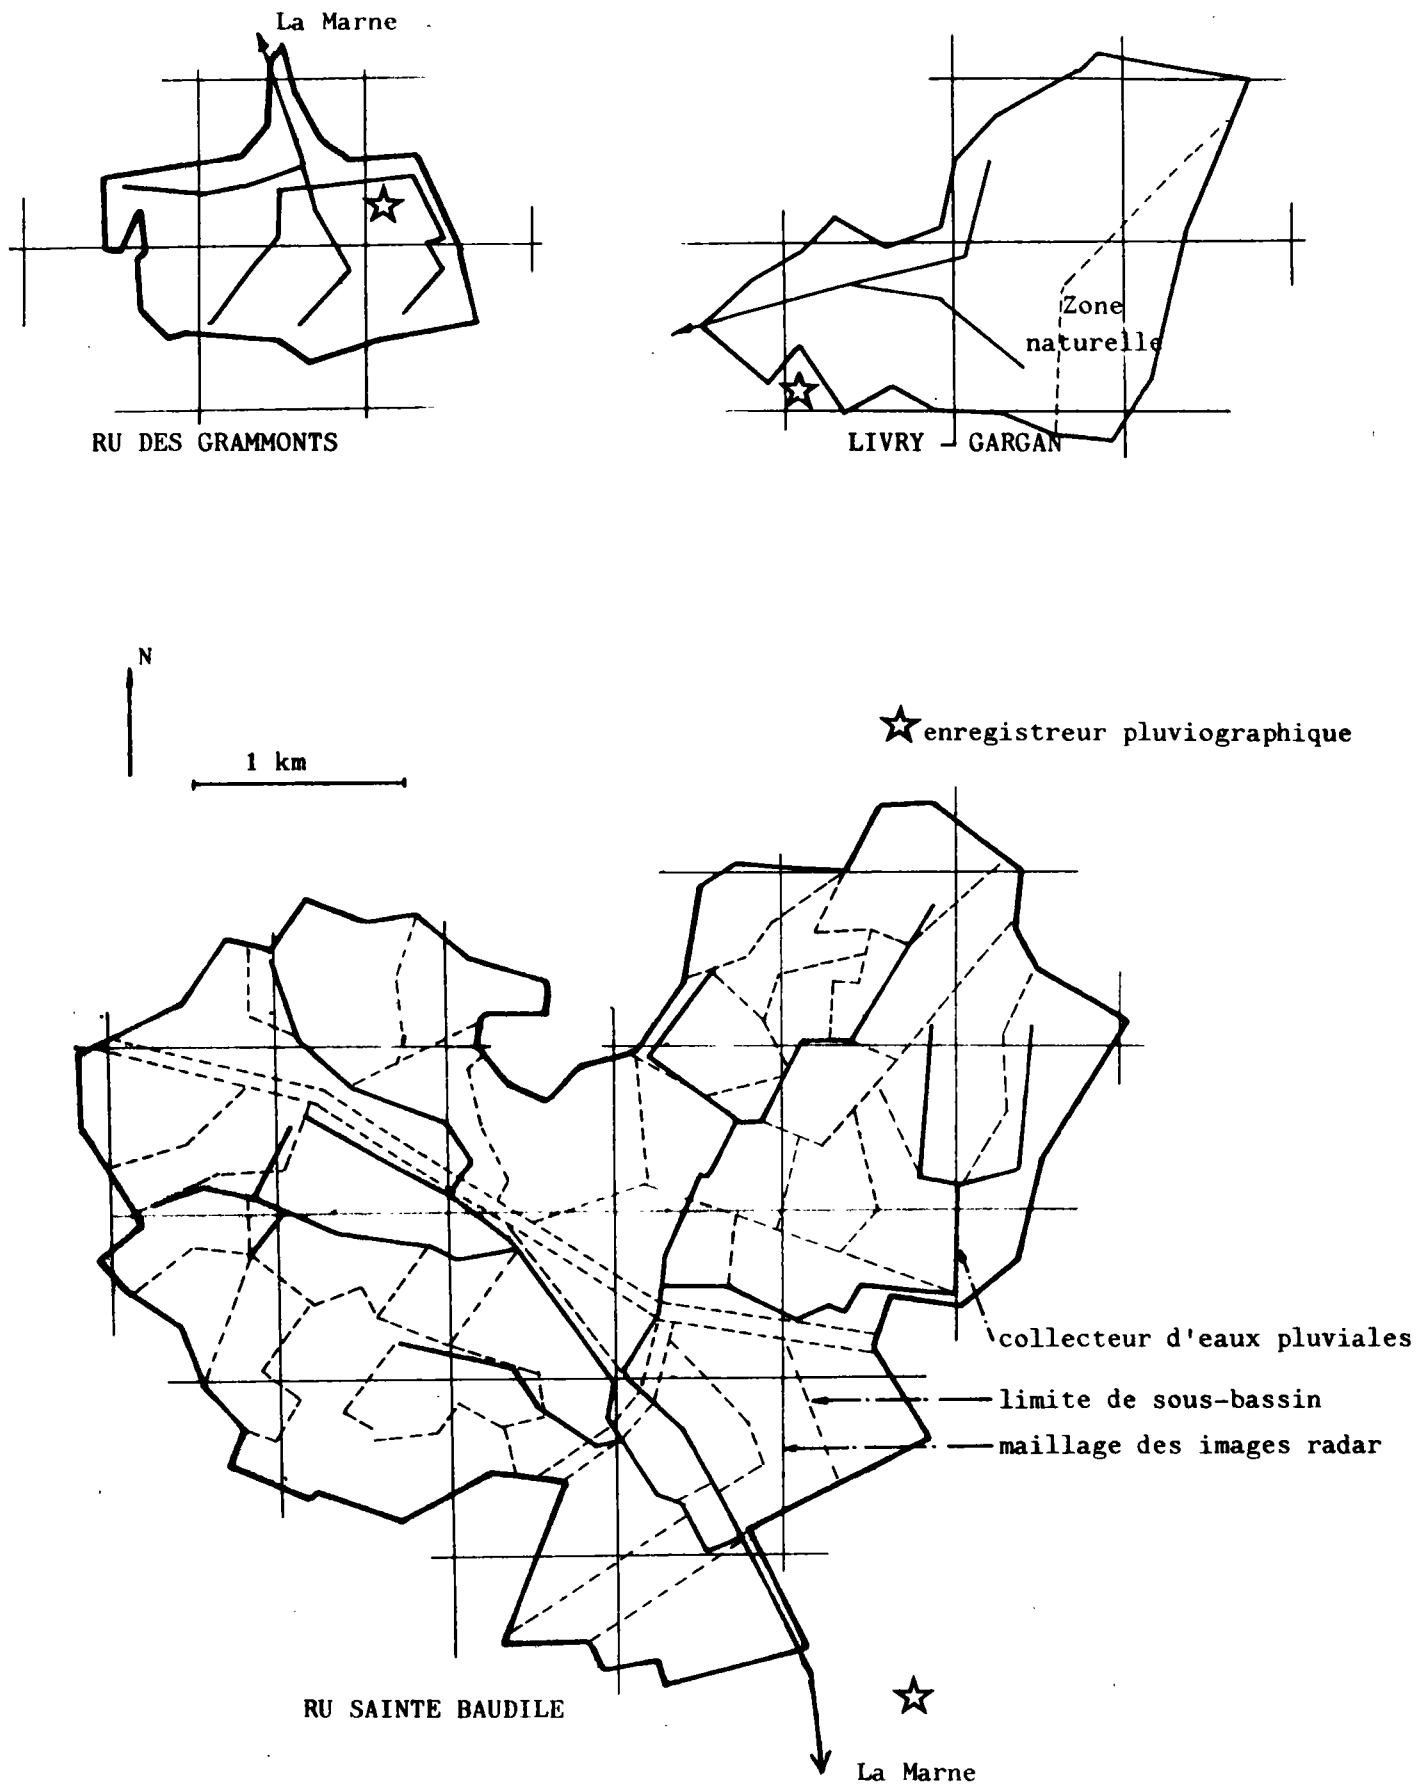 La Marne
Zone
naturelle
RU DES GRAMMONTS
LIVRY - GARGAN
N
1 km
enregistreur pluviographique
collecteur d'eaux pluviales
limite de sous-bassin
maillage des images radar
RU SAINTE BAUDILE
La Marne